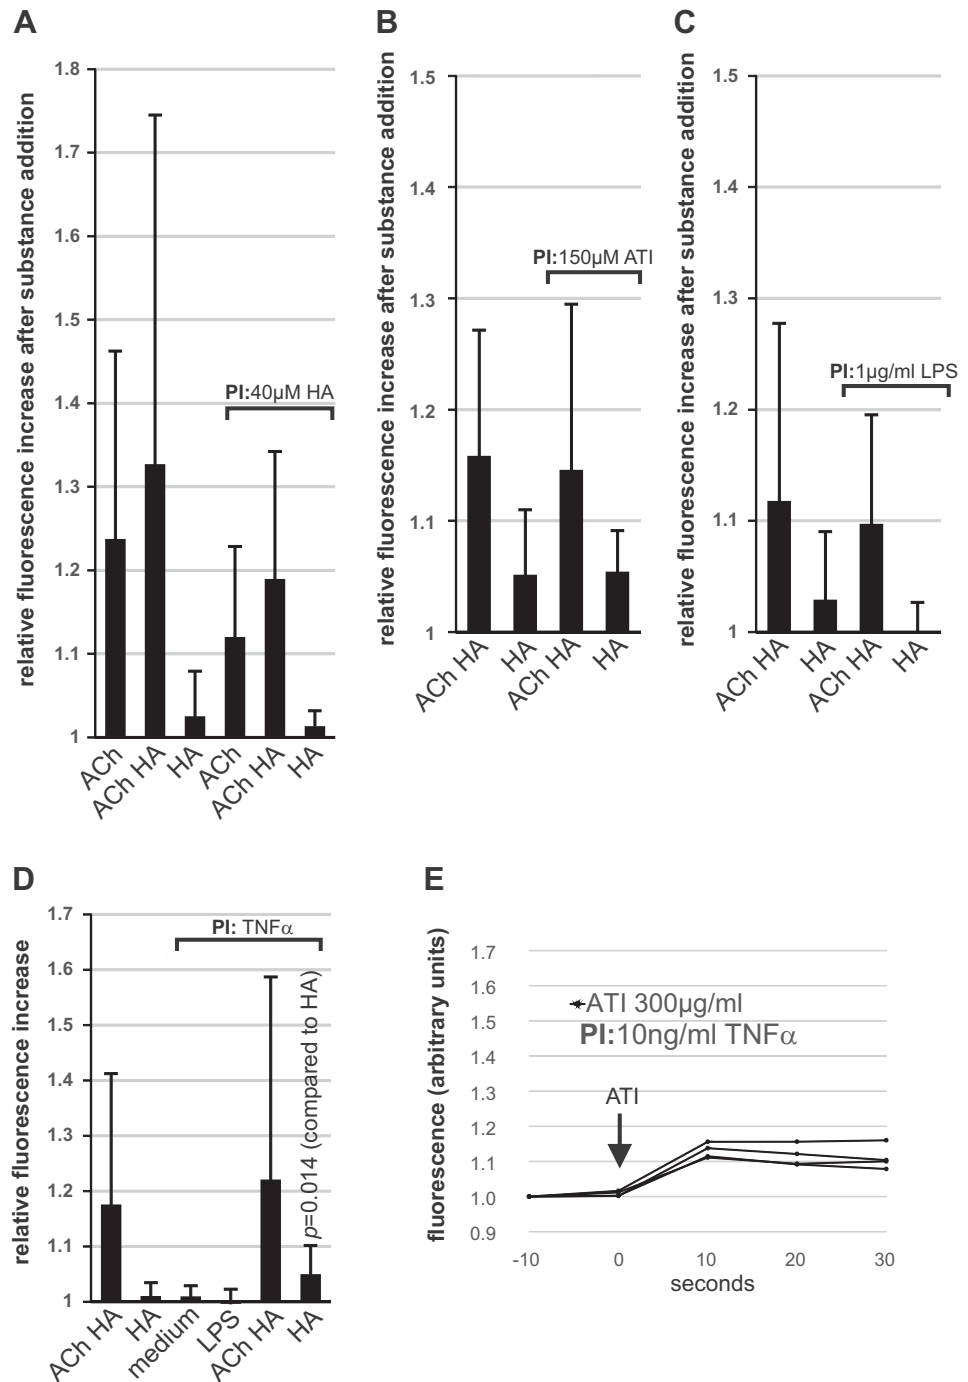 A
relative fluorescence increase after substance addition
1.8
1.7
1.6
1.5
1.4
1.3
1.2
1.1
1
PI:40µM HA
ACh
ACh HA
HA
ACh
ACh HA
HA
B
relative fluorescence increase after substance addition
1.5
1.4
1.3
1.2
1.1
1
PI:150µM ATI
ACh HA
HA
ACh HA
HA
C
relative fluorescence increase after substance addition
1.5
1.4
1.3
1.2
1.1
1
PI:1µg/ml LPS
ACh HA
HA
ACh HA
HA
D
relative fluorescence increase
1.7
1.6
1.5
1.4
1.3
1.2
1.1
1
PI: TNFα
p=0.014 (compared to HA)
ACh HA
HA
medium
LPS
ACh HA
HA
E
fluorescence (arbitrary units)
1.7
1.6
1.5
1.4
1.3
1.2
1.1
1.0
0.9
ATI 300µg/ml
PI:10ng/ml TNFα
ATI
-10
0
10
20
30
seconds